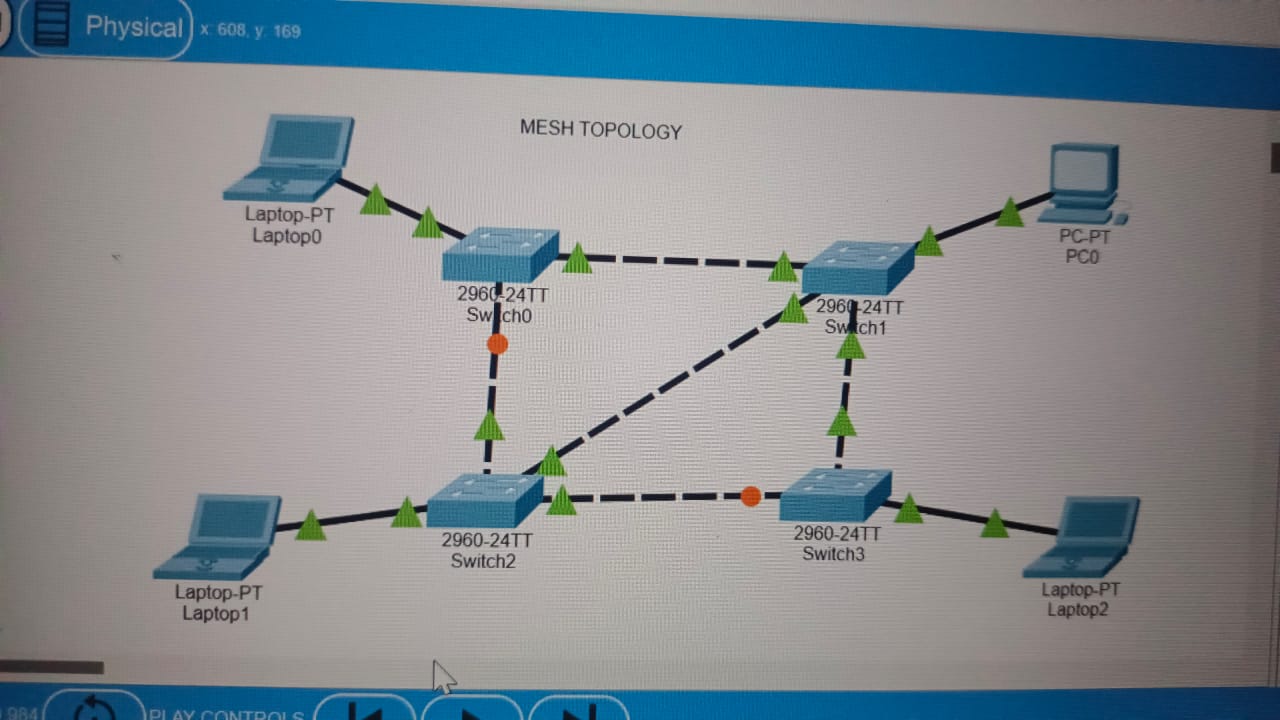 Physical
x: 608, y: 169
MESH TOPOLOGY
Laptop-PT
Laptop0
PC-PT
PC0
2960-24TT
Switch0
2960-24TT
Switch1
2960-24TT
Switch2
2960-24TT
Switch3
Laptop-PT
Laptop1
Laptop-PT
Laptop2
984
PLAY CONTROLS